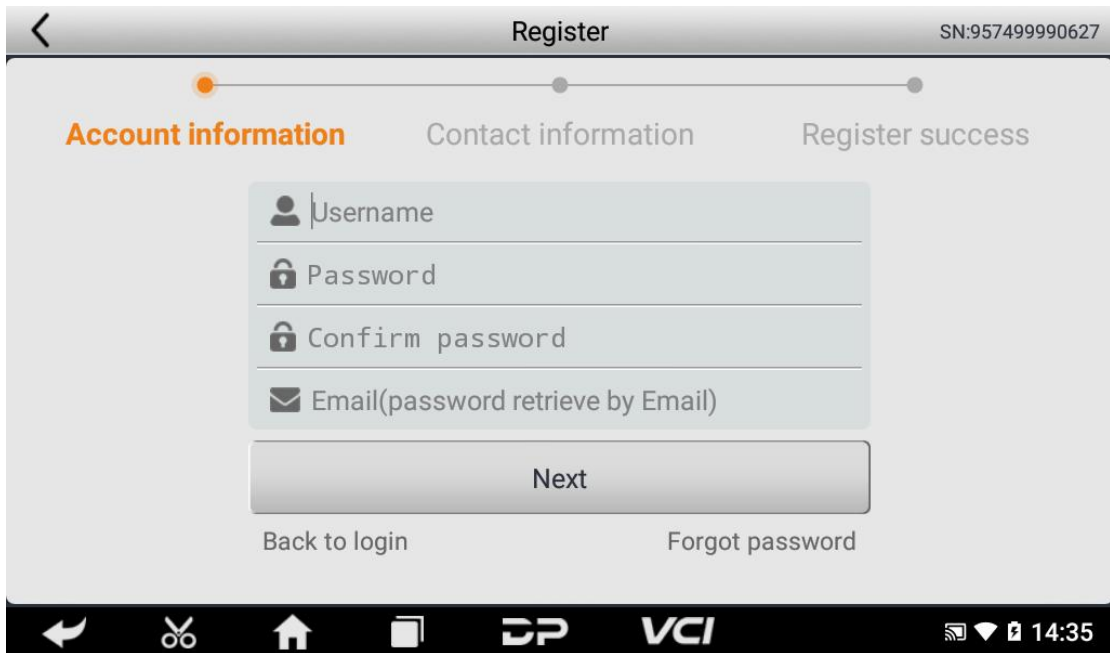 Register
SN:957499990627
Account information
Contact information
Register success
Username
Password
Confirm password
Email(password retrieve by Email)
Next
Back to login
Forgot password
DP
VCI
14:35